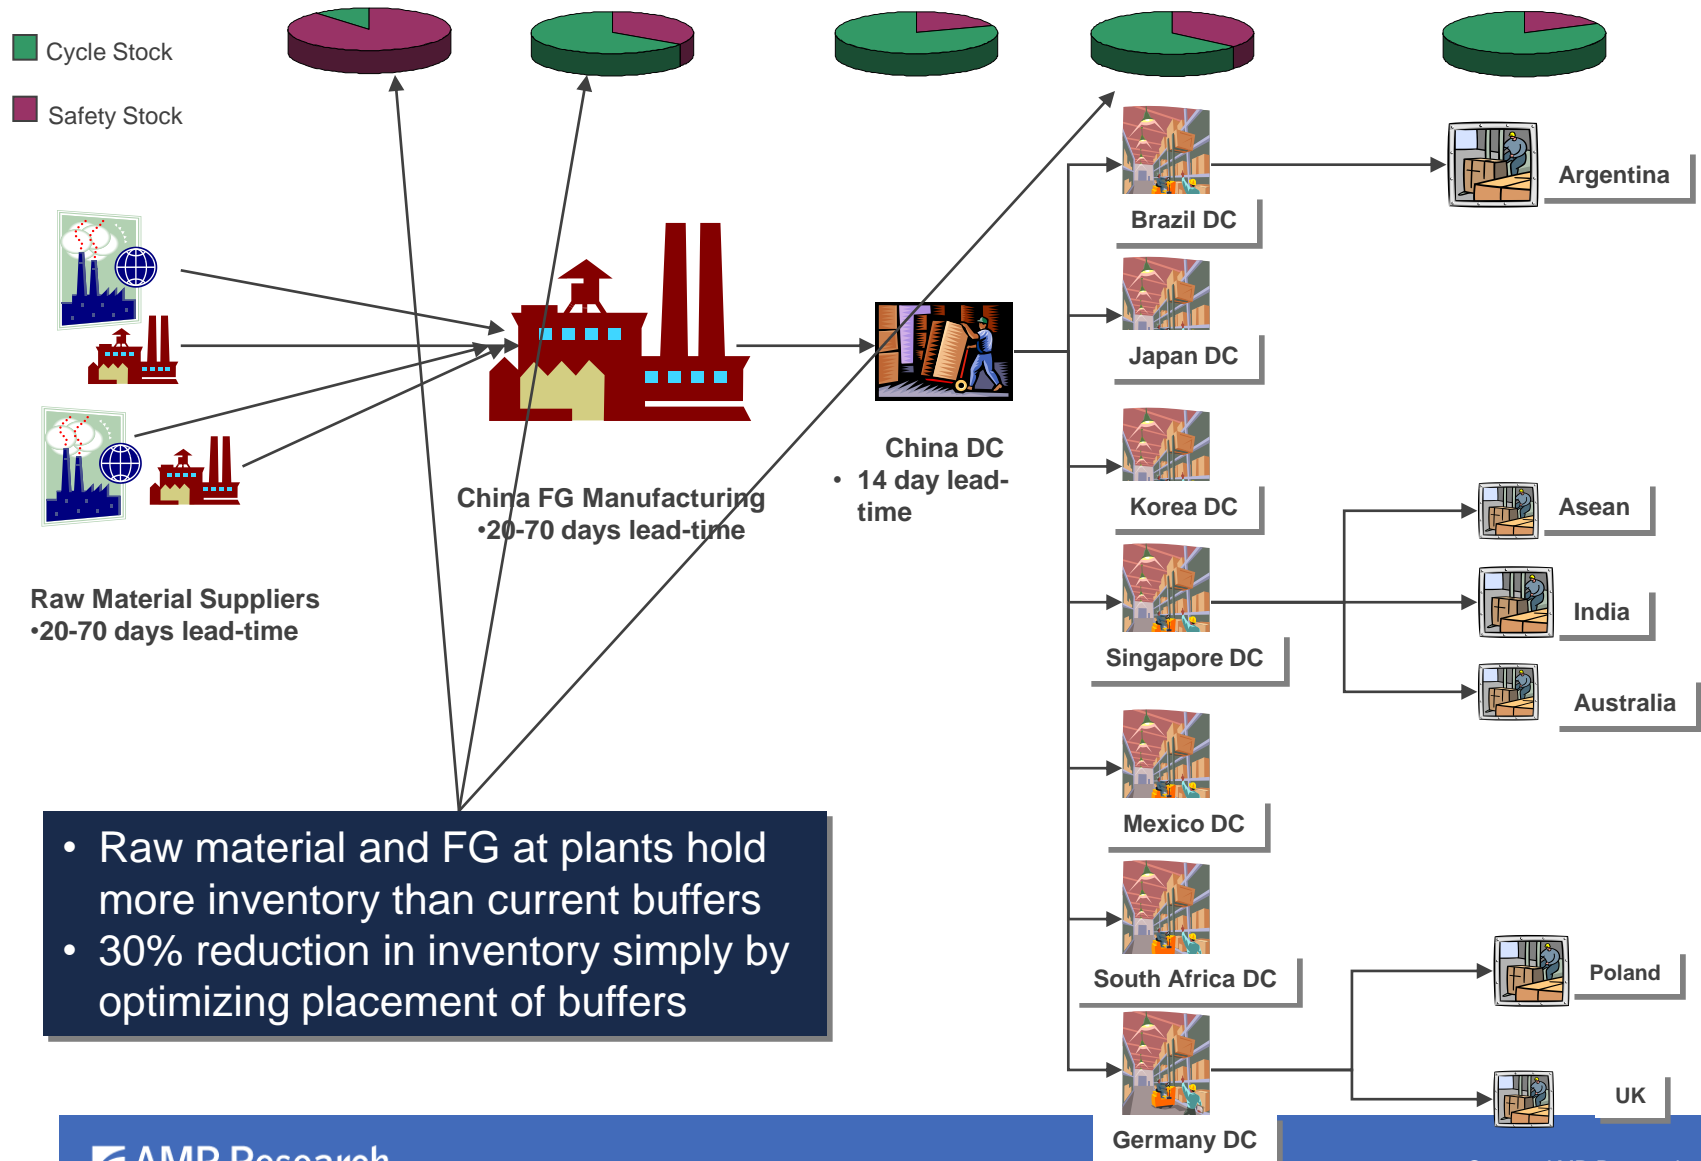 Cycle Stock
Safety Stock
Argentina
Brazil DC
Japan DC
China DC
• 14 day lead-
time
China FG Manufacturing
•20-70 days lead-time
Korea DC
Asean
Raw Material Suppliers
•20-70 days lead-time
India
Singapore DC
Australia
Mexico DC
• Raw material and FG at plants hold
more inventory than current buffers
• 30% reduction in inventory simply by
optimizing placement of buffers
South Africa DC
Poland
UK
Germany DC
AMR Research